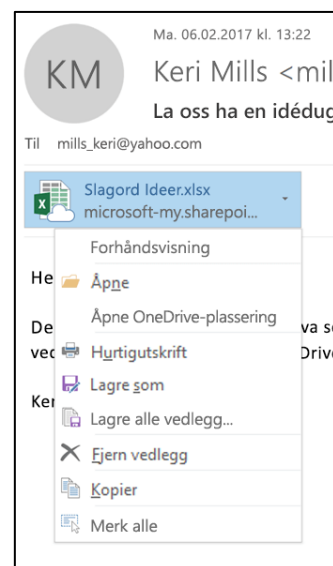 KM
Ma. 06.02.2017 kl. 13:22
Keri Mills
La oss ha en
Til mills_keri@yahoo.com
Slagord Ideer.xlsx
microsoft-my.sharepoi...
Forhåndsvisning
Åpne
Åpne OneDrive-plassering
Hurtigutskrift
Lagre som
Lagre alle vedlegg...
Fjern vedlegg
Kopier
Merk alle